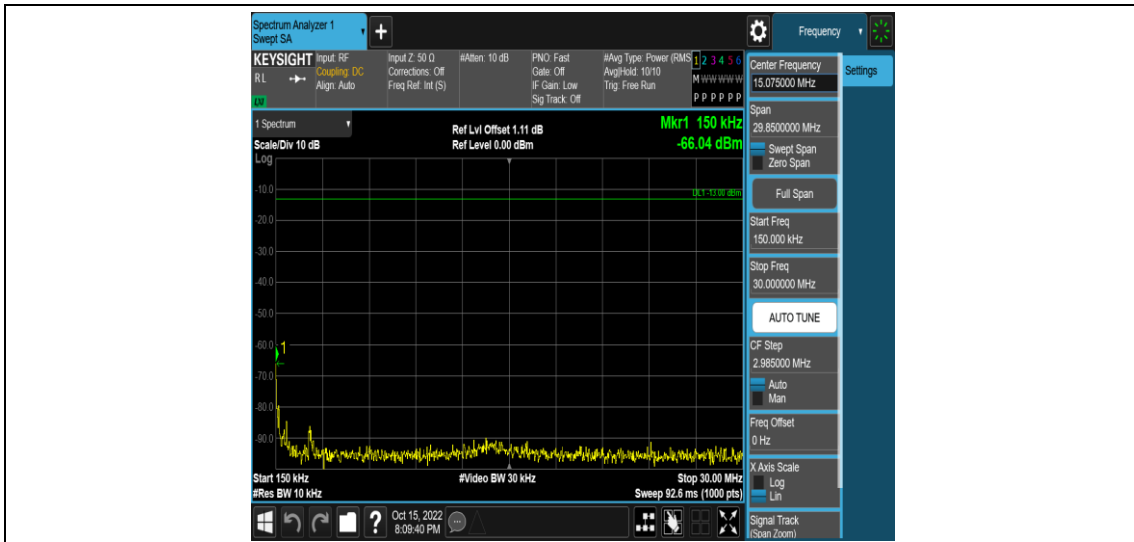 Spectrum Analyzer 1
Swept SA
+
Frequency
KEYSIGHT
RL
LM
Input: RF
Coupling: DC
Align: Auto
Input Z: 50 Ω
Corrections: Off
Freq Ref: Int (S)
#Atten: 10 dB
PNO: Fast
Gate: Off
IF Gain: Low
Sig Track: Off
#Avg Type: Power (RMS
Avg|Hold: 10/10
Trig: Free Run
1 2 3 4 5 6
M W W W W W
P P P P P P
1 Spectrum
Scale/Div 10 dB
Ref Lvl Offset 1.11 dB
Ref Level 0.00 dBm
Mkr1 150 kHz
-66.04 dBm
Log
DL1 -13.00 dBm
-10.0
-20.0
-30.0
-40.0
-50.0
-60.0
1
-70.0
-80.0
-90.0
Start 150 kHz
#Video BW 30 kHz
Stop 30.00 MHz
#Res BW 10 kHz
Sweep 92.6 ms (1000 pts)
?
Oct 15, 2022
8:09:40 PM
Center Frequency
15.075000 MHz
Settings
Span
29.8500000 MHz
Swept Span
Zero Span
Full Span
Start Freq
150.000 kHz
Stop Freq
30.000000 MHz
AUTO TUNE
CF Step
2.985000 MHz
Auto
Man
Freq Offset
0 Hz
X Axis Scale
Log
Lin
Signal Track
(Span Zoom)